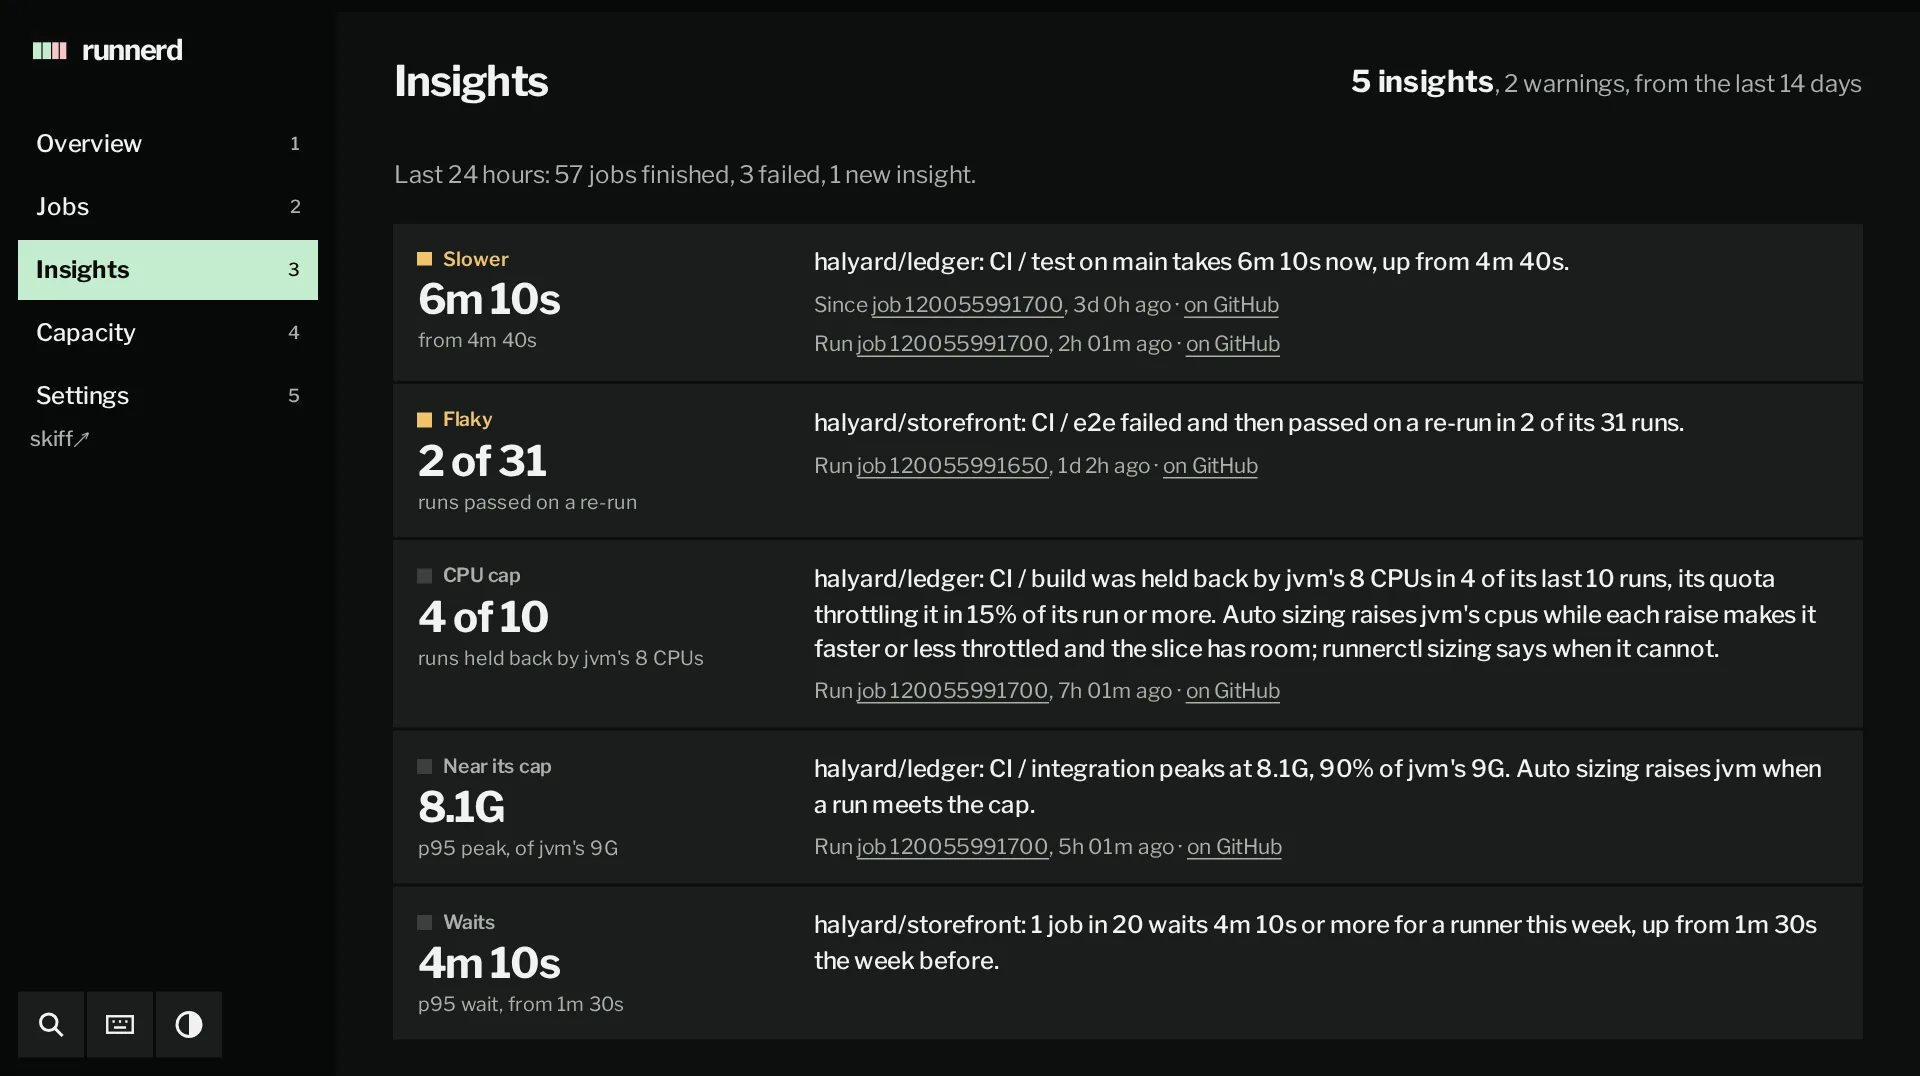 runnerd
Overview 1
Jobs 2
Insights 3
Capacity 4
Settings 5
skiff↗
Insights
5 insights, 2 warnings, from the last 14 days
Last 24 hours: 57 jobs finished, 3 failed, 1 new insight.
Slower
6m 10s
from 4m 40s
halyard/ledger: CI / test on main takes 6m 10s now, up from 4m 40s.
Since job 120055991700, 3d 0h ago · on GitHub
Run job 120055991700, 2h 01m ago · on GitHub
Flaky
2 of 31
runs passed on a re-run
halyard/storefront: CI / e2e failed and then passed on a re-run in 2 of its 31 runs.
Run job 120055991650, 1d 2h ago · on GitHub
CPU cap
4 of 10
runs held back by jvm's 8 CPUs
halyard/ledger: CI / build was held back by jvm's 8 CPUs in 4 of its last 10 runs, its quota
throttling it in 15% of its run or more. Auto sizing raises jvm's cpus while each raise makes it
faster or less throttled and the slice has room; runnerctl sizing says when it cannot.
Run job 120055991700, 7h 01m ago · on GitHub
Near its cap
8.1G
p95 peak, of jvm's 9G
halyard/ledger: CI / integration peaks at 8.1G, 90% of jvm's 9G. Auto sizing raises jvm when
a run meets the cap.
Run job 120055991700, 5h 01m ago · on GitHub
Waits
4m 10s
p95 wait, from 1m 30s
halyard/storefront: 1 job in 20 waits 4m 10s or more for a runner this week, up from 1m 30s
the week before.